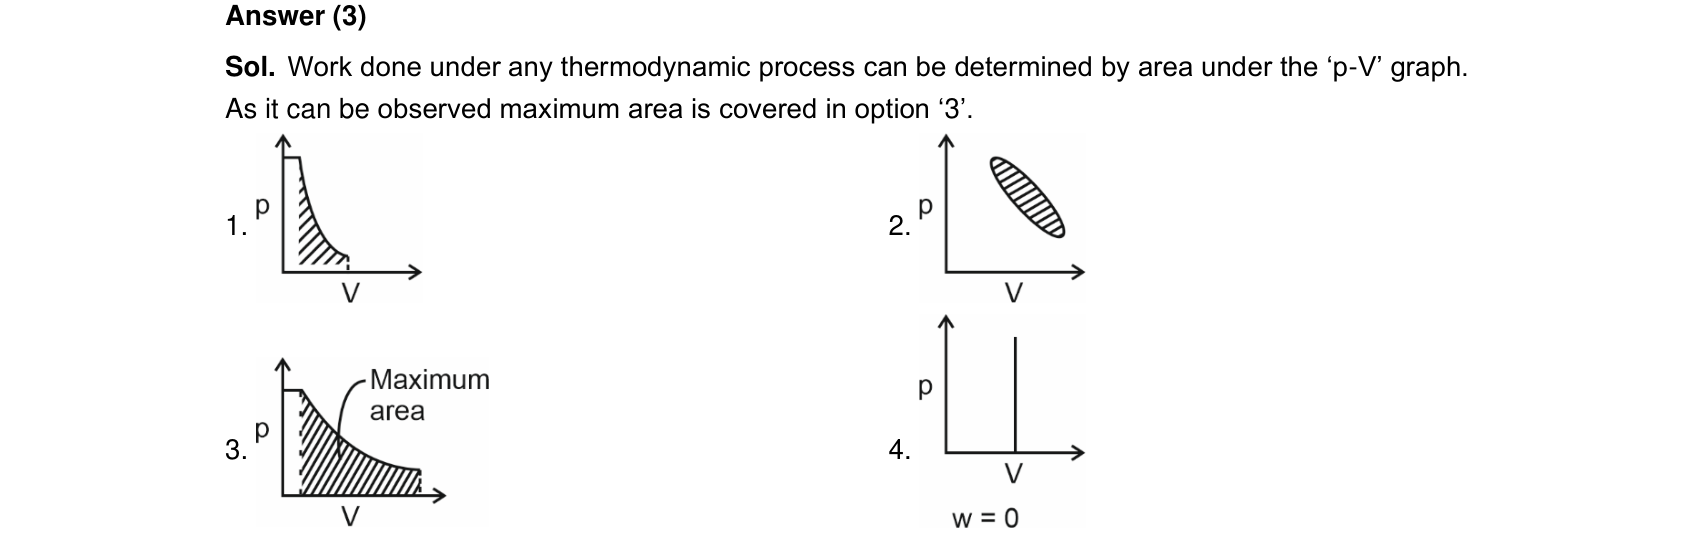 Answer (3)
Sol. Work done under any thermodynamic process can be determined by area under the ‘p-V’ graph.
As it can be observed maximum area is covered in option ‘3’.
1.
p
V
2.
p
V
3.
p
Maximum
area
V
4.
p
V
w = 0